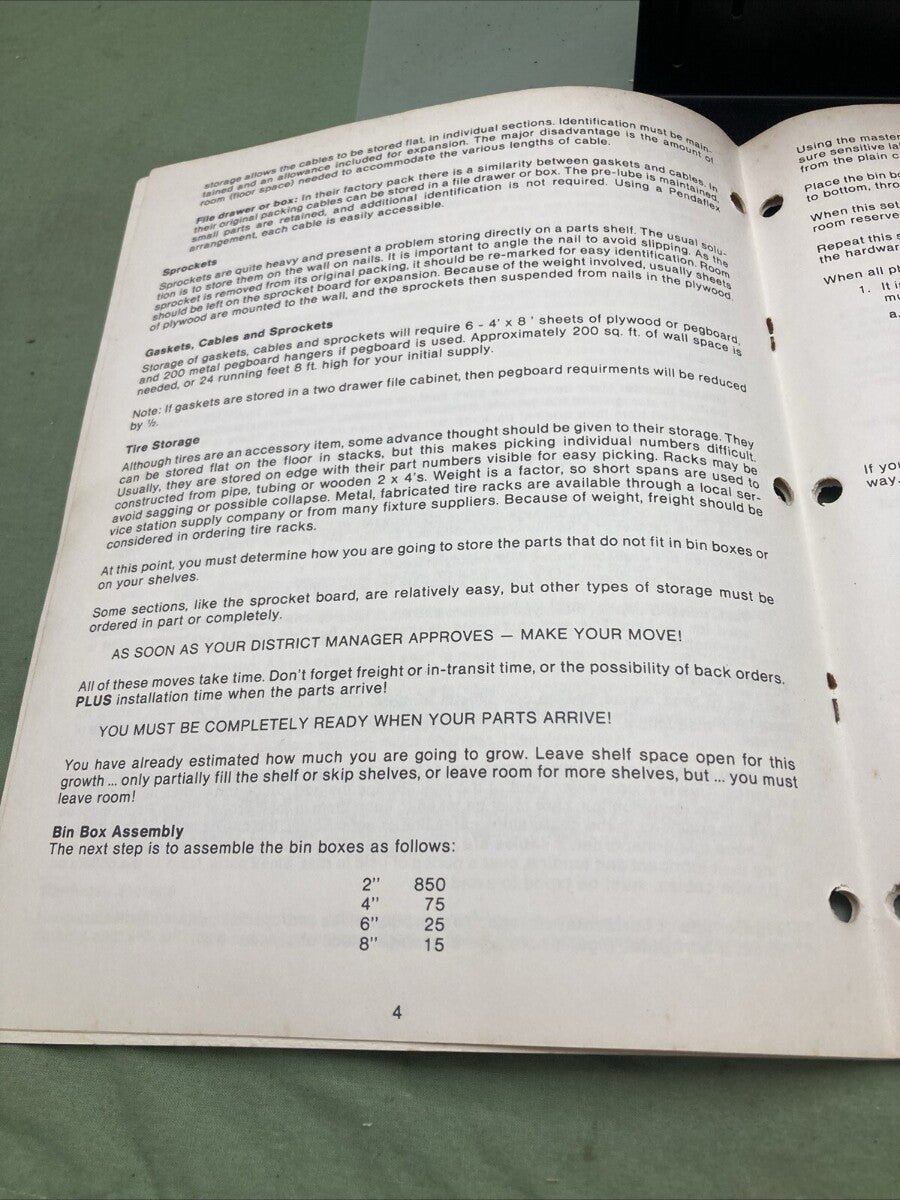 storage allows the cables to be stored flat, in individual sections. Identification must be main-
tained and an allowance included for expansion. The major disadvantage is the amount of
room (floor space) needed to accommodate the various lengths of cable.
File drawer or box: In their factory pack there is a similarity between gaskets and cables. In
their original packing cables can be stored in a file drawer or box. The pre-lube is maintained,
small parts are retained, and additional identification is not required. Using a Pendaflex
arrangement, each cable is easily accessible.
Sprockets
Sprockets are quite heavy and present a problem storing directly on a parts shelf. The usual solu-
tion is to store them on the wall on nails. It is important to angle the nail to avoid slipping. As the
sprocket is removed from its original packing, it should be re-marked for easy identification. Room
should be left on the sprocket board for expansion. Because of the weight involved, usually sheets
of plywood are mounted to the wall, and the sprockets then suspended from nails in the plywood.
Gaskets, Cables and Sprockets
Storage of gaskets, cables and sprockets will require 6 - 4' x 8 ' sheets of plywood or pegboard,
and 200 metal pegboard hangers if pegboard is used. Approximately 200 sq. ft. of wall space is
needed, or 24 running feet 8 ft. high for your initial supply.
Note: If gaskets are stored in a two drawer file cabinet, then pegboard requirments will be reduced
by ½.
Tire Storage
Although tires are an accessory item, some advance thought should be given to their storage. They
can be stored flat on the floor in stacks, but this makes picking individual numbers difficult.
Usually, they are stored on edge with their part numbers visible for easy picking. Racks may be
constructed from pipe, tubing or wooden 2 x 4's. Weight is a factor, so short spans are used to
avoid sagging or possible collapse. Metal, fabricated tire racks are available through a local ser-
vice station supply company or from many fixture suppliers. Because of weight, freight should be
considered in ordering tire racks.
At this point, you must determine how you are going to store the parts that do not fit in bin boxes or
on your shelves.
Some sections, like the sprocket board, are relatively easy, but other types of storage must be
ordered in part or completely.
AS SOON AS YOUR DISTRICT MANAGER APPROVES — MAKE YOUR MOVE!
All of these moves take time. Don't forget freight or in-transit time, or the possibility of back orders.
PLUS installation time when the parts arrive!
YOU MUST BE COMPLETELY READY WHEN YOUR PARTS ARRIVE!
You have already estimated how much you are going to grow. Leave shelf space open for this
growth ... only partially fill the shelf or skip shelves, or leave room for more shelves, but ... you must
leave room!
Bin Box Assembly
The next step is to assemble the bin boxes as follows:
2" 850
4" 75
6" 25
8" 15
4
Using the master
sure sensitive
from the plain
Place the bin
to bottom,
When this set
room reserve
Repeat this
the hardwar
When all
1. It
a.
If you
way.